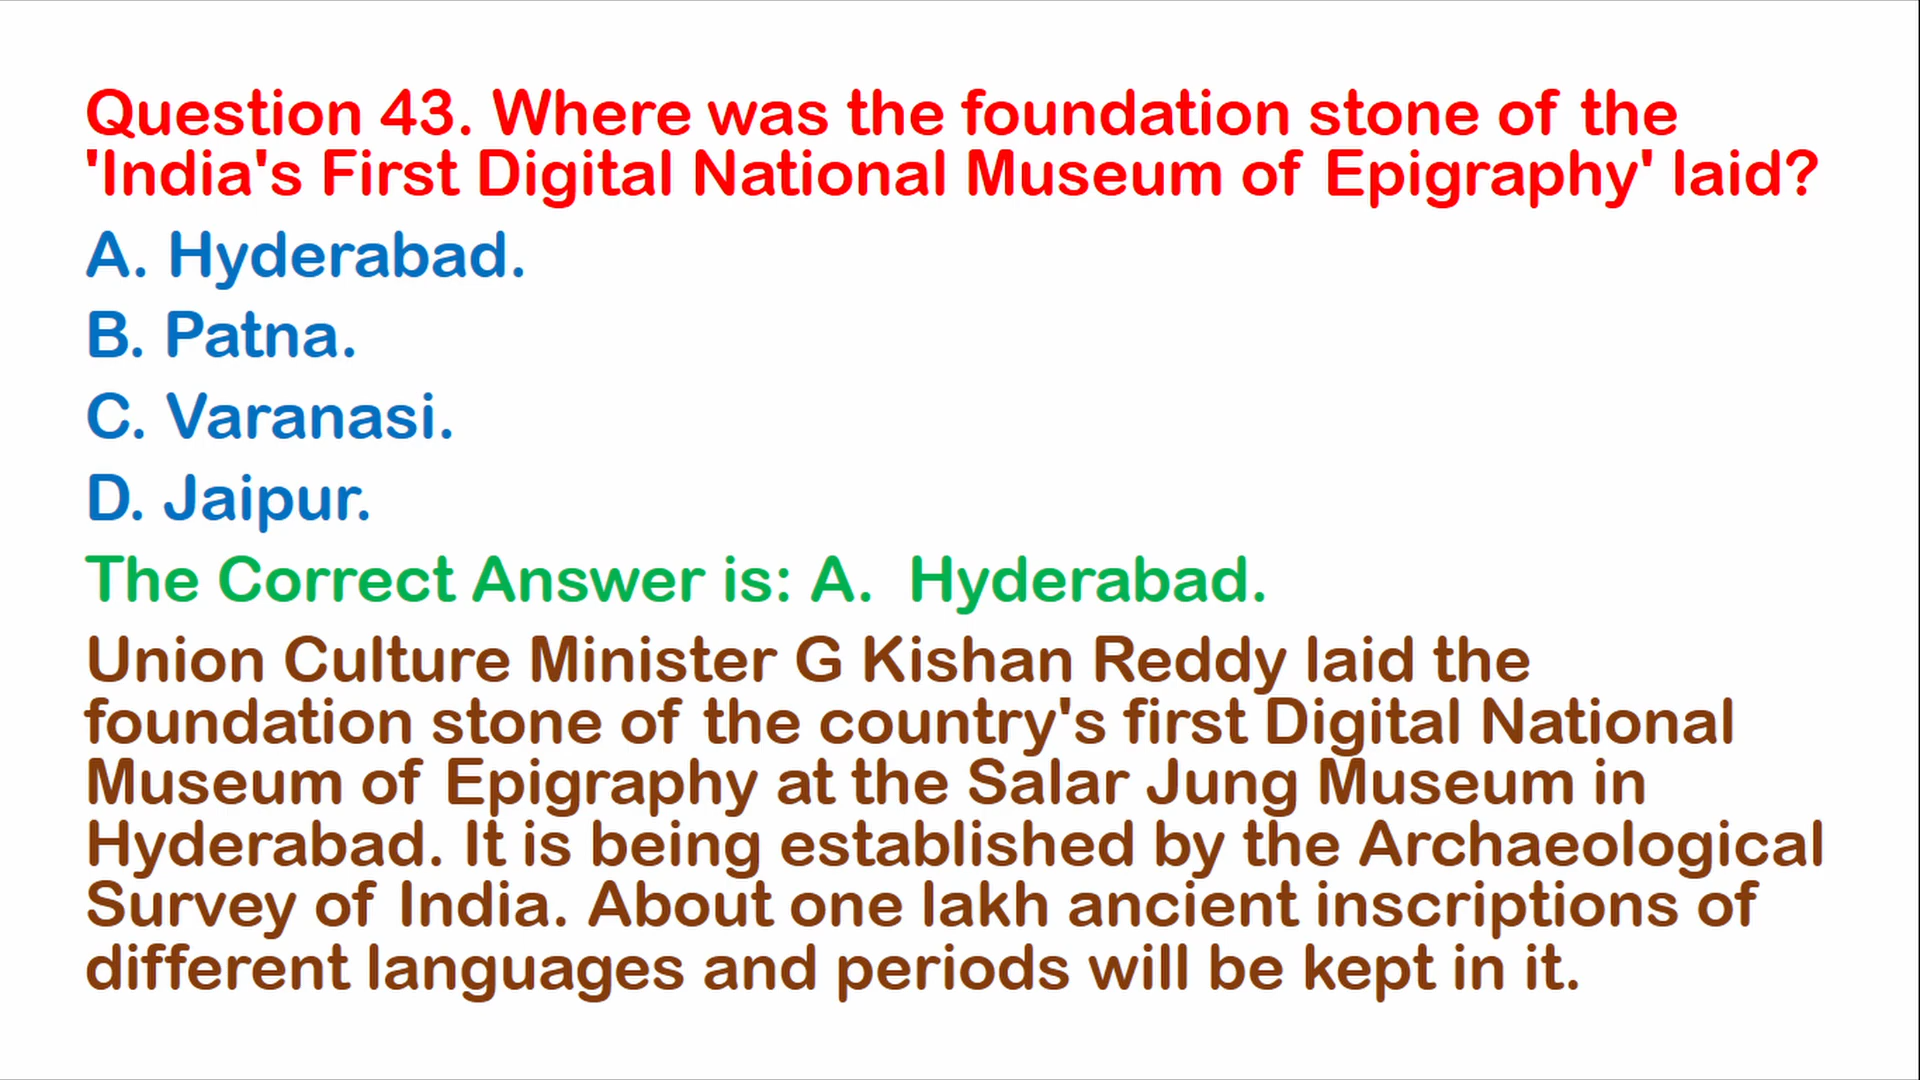 Question 43. Where was the foundation stone of the
'India's First Digital National Museum of Epigraphy' laid?
A. Hyderabad.
B. Patna.
C. Varanasi.
D. Jaipur.
The Correct Answer is: A.  Hyderabad.
Union Culture Minister G Kishan Reddy laid the
foundation stone of the country's first Digital National
Museum of Epigraphy at the Salar Jung Museum in
Hyderabad. It is being established by the Archaeological
Survey of India. About one lakh ancient inscriptions of
different languages and periods will be kept in it.